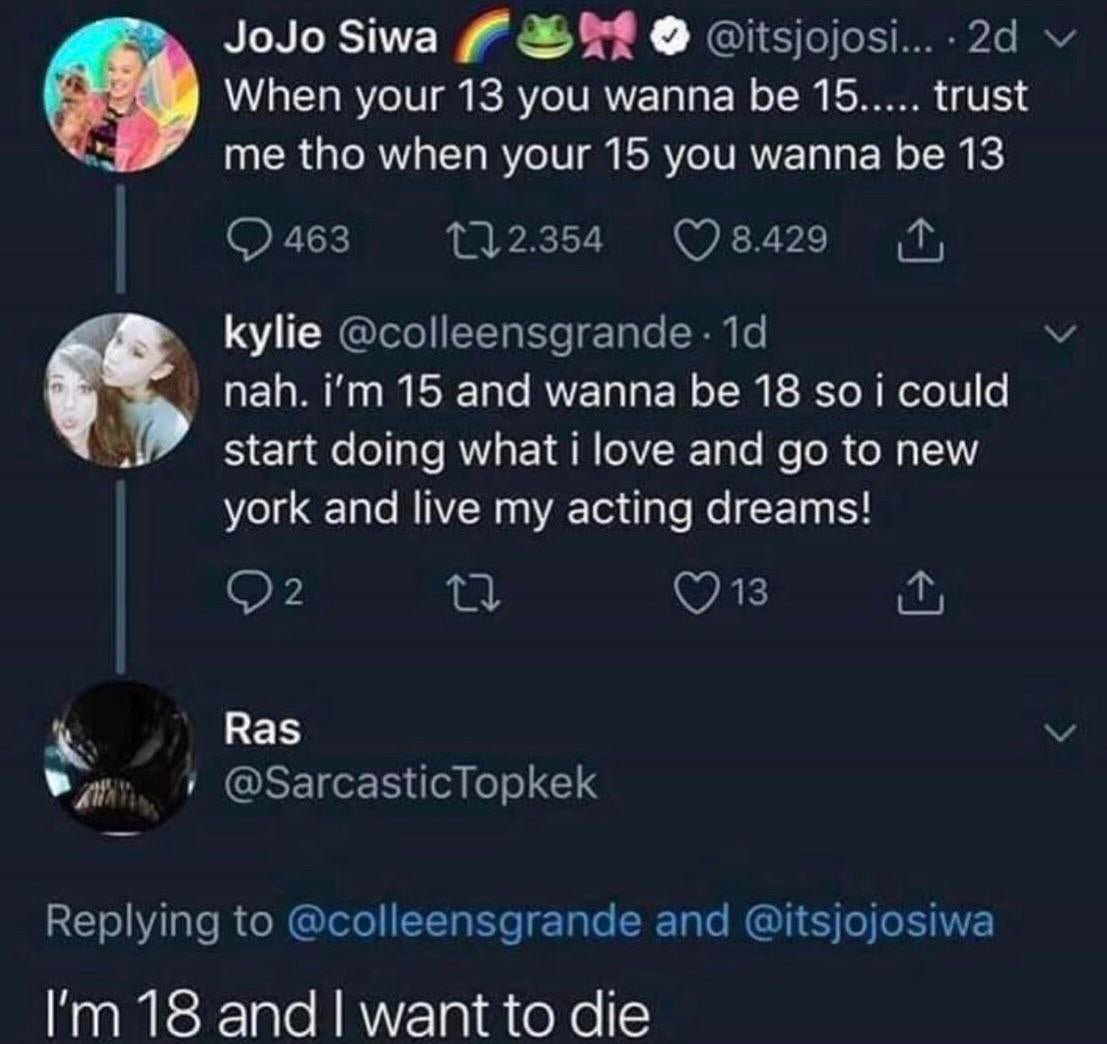 JoJo Siwa 🌈🐸🎀 @itsjojosi... · 2d
When your 13 you wanna be 15..... trust
me tho when your 15 you wanna be 13
463 2.354 8.429
kylie @colleensgrande · 1d
nah. i'm 15 and wanna be 18 so i could
start doing what i love and go to new
york and live my acting dreams!
2 13
Ras
@SarcasticTopkek
Replying to @colleensgrande and @itsjojosiwa
I'm 18 and I want to die